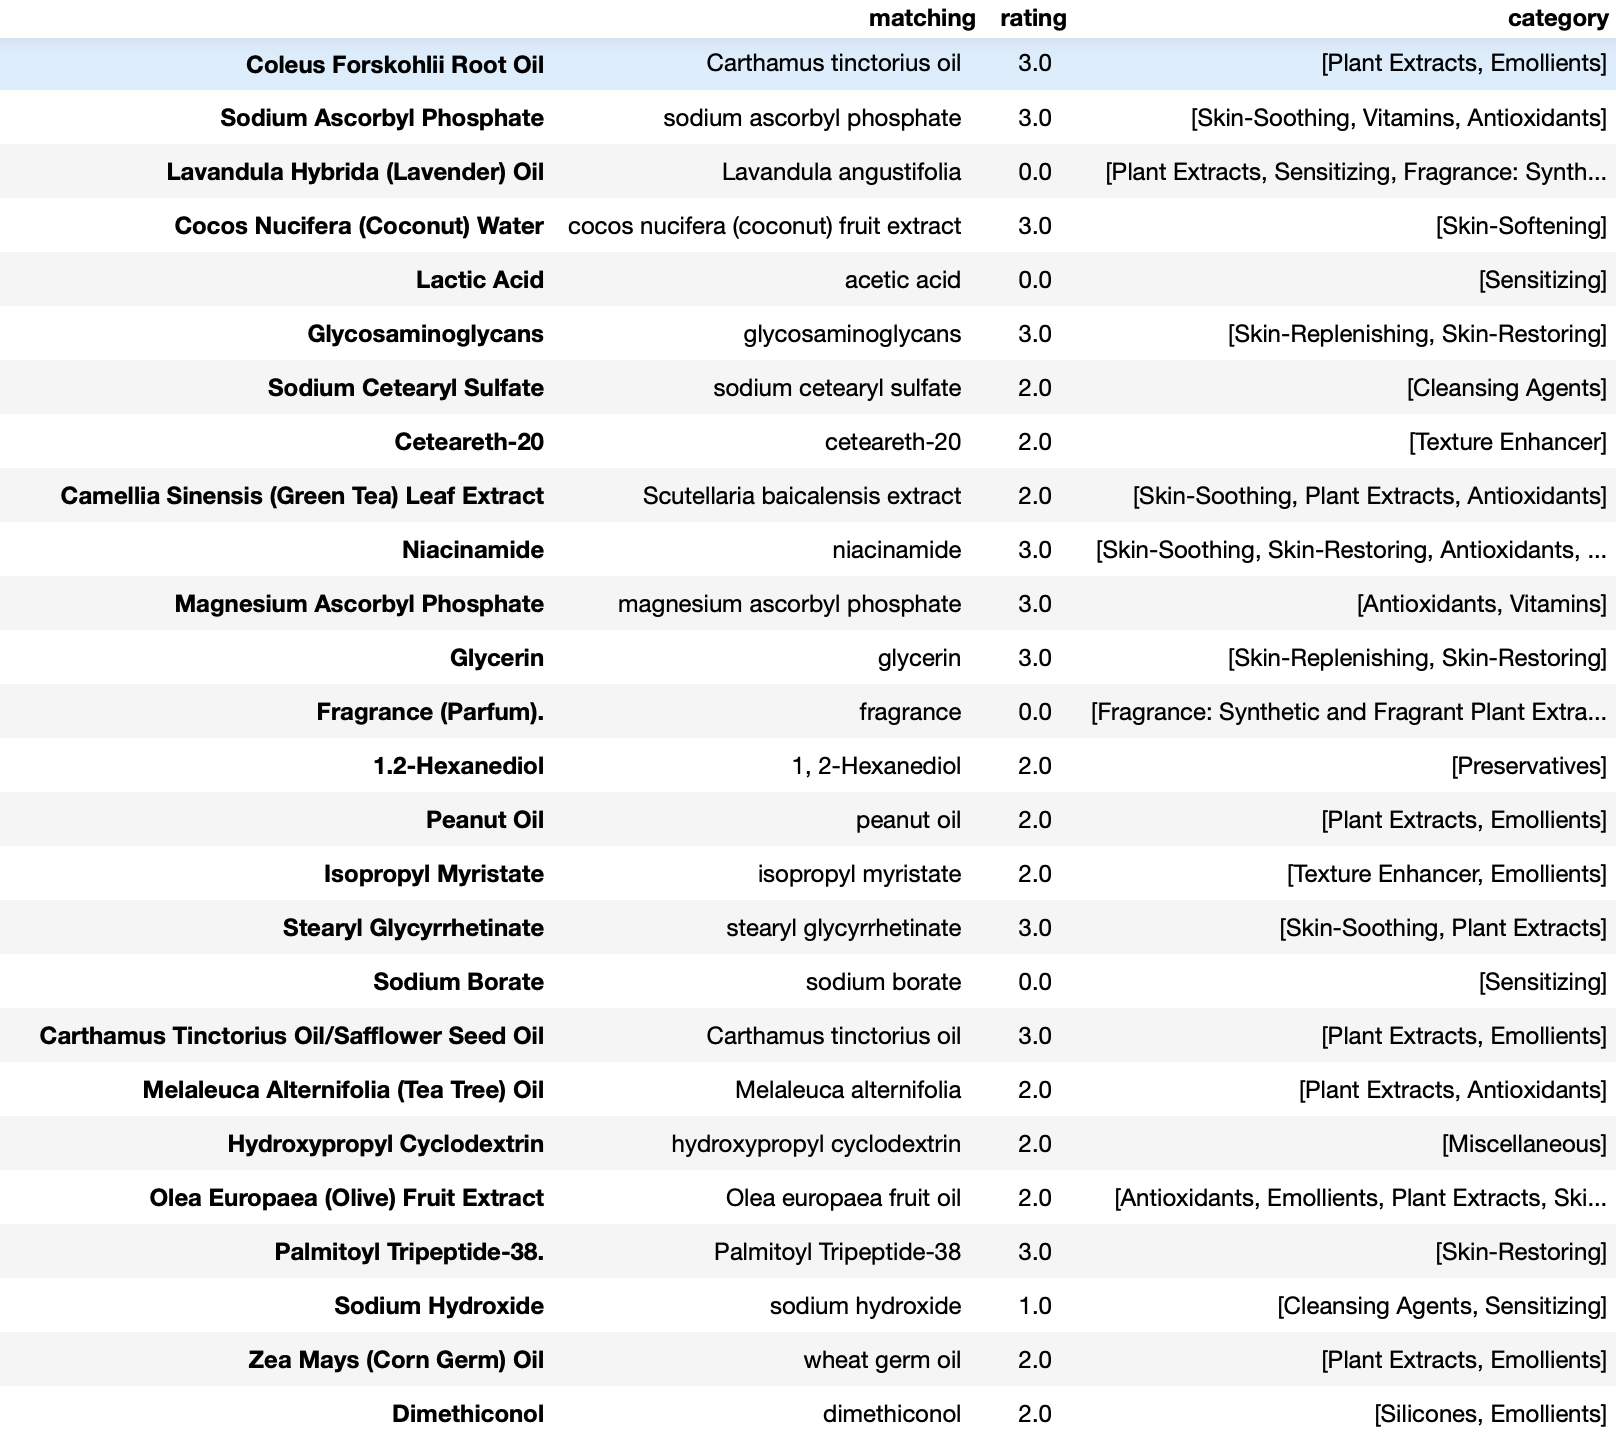 matching rating category
Coleus Forskohlii Root Oil Carthamus tinctorius oil 3.0 [Plant Extracts, Emollients]
Sodium Ascorbyl Phosphate sodium ascorbyl phosphate 3.0 [Skin-Soothing, Vitamins, Antioxidants]
Lavandula Hybrida (Lavender) Oil Lavandula angustifolia 0.0 [Plant Extracts, Sensitizing, Fragrance: Synth...
Cocos Nucifera (Coconut) Water cocos nucifera (coconut) fruit extract 3.0 [Skin-Softening]
Lactic Acid acetic acid 0.0 [Sensitizing]
Glycosaminoglycans glycosaminoglycans 3.0 [Skin-Replenishing, Skin-Restoring]
Sodium Cetearyl Sulfate sodium cetearyl sulfate 2.0 [Cleansing Agents]
Ceteareth-20 ceteareth-20 2.0 [Texture Enhancer]
Camellia Sinensis (Green Tea) Leaf Extract Scutellaria baicalensis extract 2.0 [Skin-Soothing, Plant Extracts, Antioxidants]
Niacinamide niacinamide 3.0 [Skin-Soothing, Skin-Restoring, Antioxidants, ...
Magnesium Ascorbyl Phosphate magnesium ascorbyl phosphate 3.0 [Antioxidants, Vitamins]
Glycerin glycerin 3.0 [Skin-Replenishing, Skin-Restoring]
Fragrance (Parfum). fragrance 0.0 [Fragrance: Synthetic and Fragrant Plant Extra...
1.2-Hexanediol 1, 2-Hexanediol 2.0 [Preservatives]
Peanut Oil peanut oil 2.0 [Plant Extracts, Emollients]
Isopropyl Myristate isopropyl myristate 2.0 [Texture Enhancer, Emollients]
Stearyl Glycyrrhetinate stearyl glycyrrhetinate 3.0 [Skin-Soothing, Plant Extracts]
Sodium Borate sodium borate 0.0 [Sensitizing]
Carthamus Tinctorius Oil/Safflower Seed Oil Carthamus tinctorius oil 3.0 [Plant Extracts, Emollients]
Melaleuca Alternifolia (Tea Tree) Oil Melaleuca alternifolia 2.0 [Plant Extracts, Antioxidants]
Hydroxypropyl Cyclodextrin hydroxypropyl cyclodextrin 2.0 [Miscellaneous]
Olea Europaea (Olive) Fruit Extract Olea europaea fruit oil 2.0 [Antioxidants, Emollients, Plant Extracts, Ski...
Palmitoyl Tripeptide-38. Palmitoyl Tripeptide-38 3.0 [Skin-Restoring]
Sodium Hydroxide sodium hydroxide 1.0 [Cleansing Agents, Sensitizing]
Zea Mays (Corn Germ) Oil wheat germ oil 2.0 [Plant Extracts, Emollients]
Dimethiconol dimethiconol 2.0 [Silicones, Emollients]